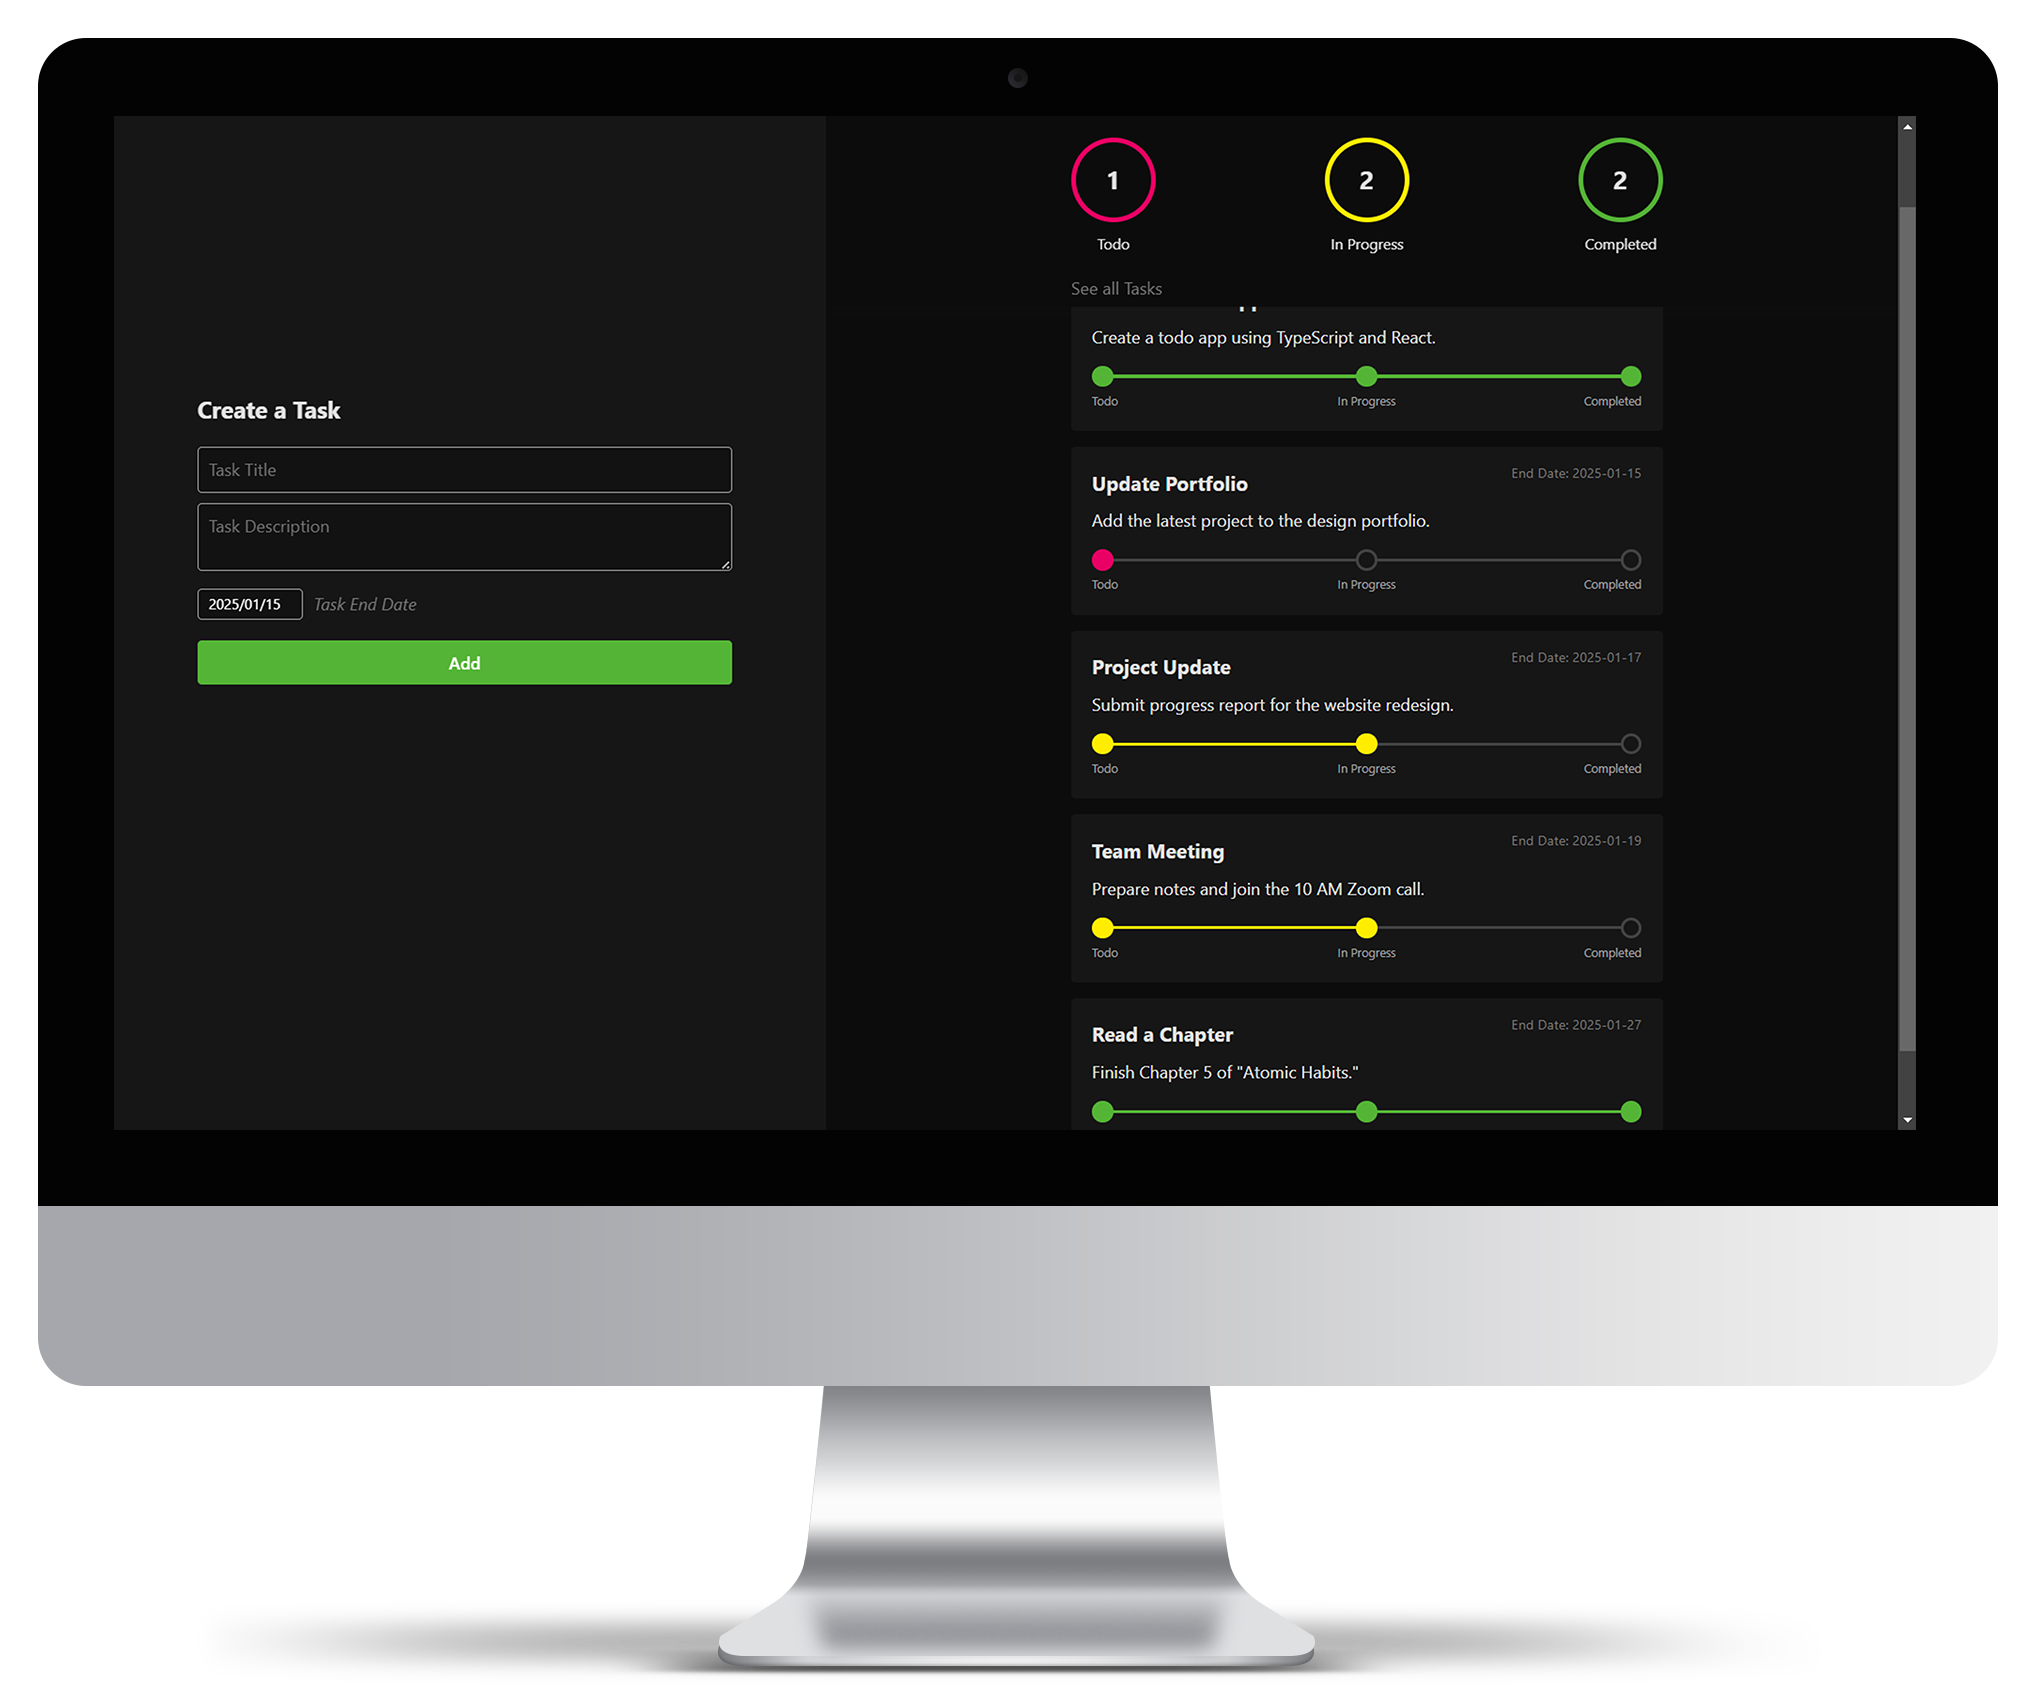 Create a Task
Task Title
Task Description
2025/01/15 Task End Date
Add
1 2 2
Todo In Progress Completed
See all Tasks
Create a todo app using TypeScript and React.
Todo In Progress Completed
Update Portfolio End Date: 2025-01-15
Add the latest project to the design portfolio.
Todo In Progress Completed
Project Update End Date: 2025-01-17
Submit progress report for the website redesign.
Todo In Progress Completed
Team Meeting End Date: 2025-01-19
Prepare notes and join the 10 AM Zoom call.
Todo In Progress Completed
Read a Chapter End Date: 2025-01-27
Finish Chapter 5 of "Atomic Habits."